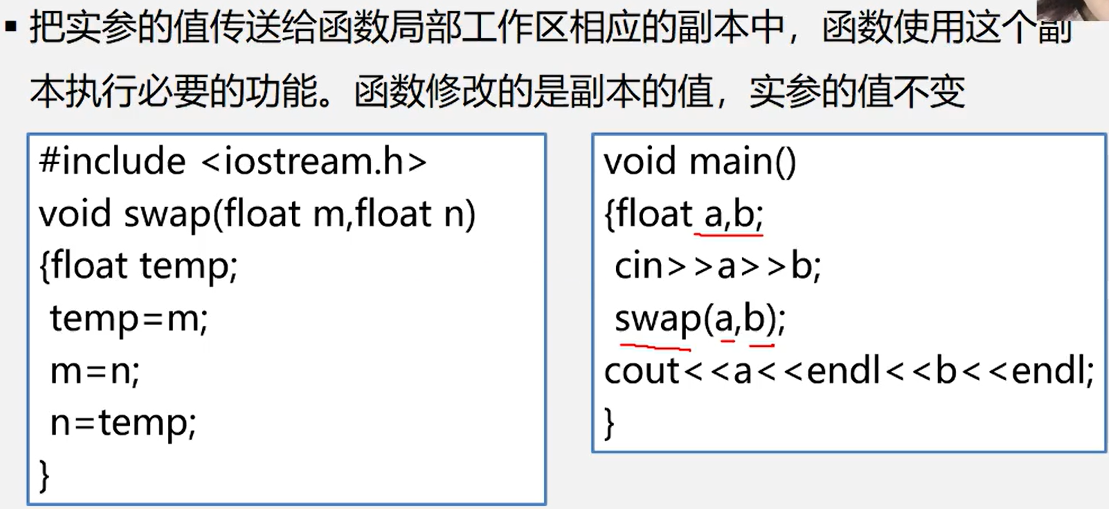 ▪ 把实参的值传送给函数局部工作区相应的副本中，函数使用这个副
本执行必要的功能。函数修改的是副本的值，实参的值不变
#include <iostream.h>
void swap(float m,float n)
{float temp;
temp=m;
m=n;
n=temp;
}
void main()
{float a,b;
cin>>a>>b;
swap(a,b);
cout<<a<<endl<<b<<endl;
}